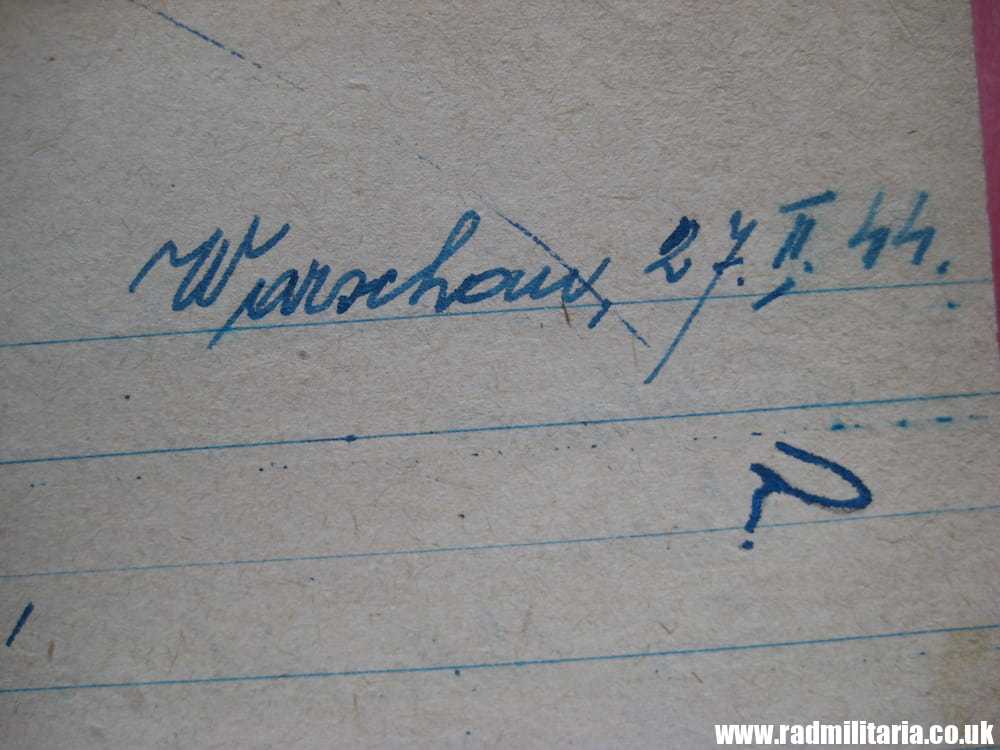 Warschau, 27. II. 44.
?
www.radmilitaria.co.uk